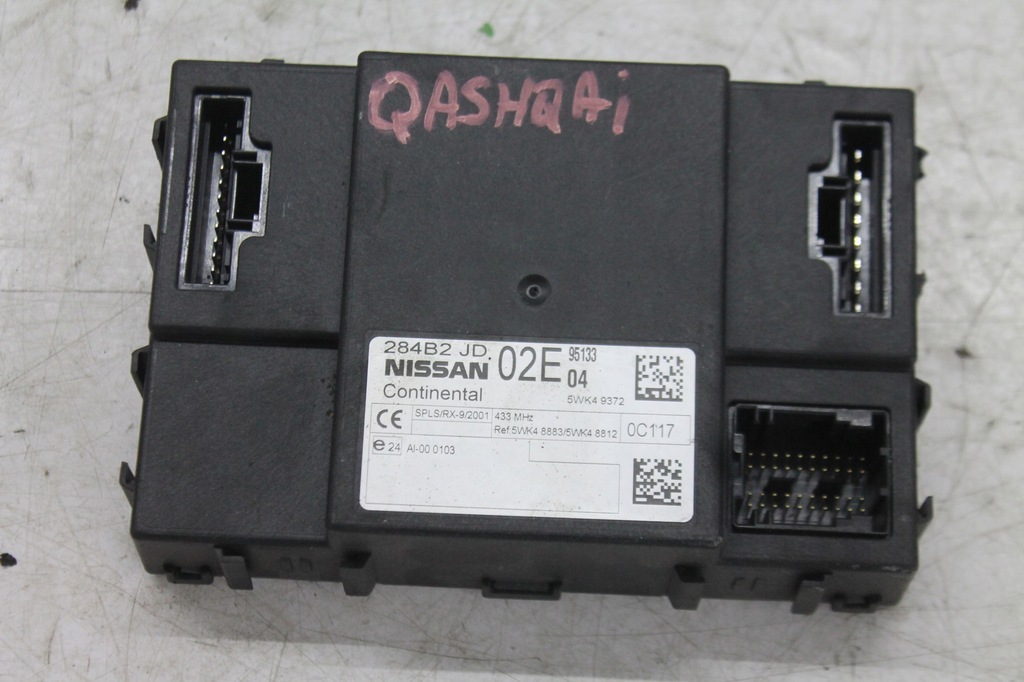 QASHQAi
284B2 JD. 02E 95133
NISSAN 04
Continental 5WK4 9372
CE SPLS/RX-9/2001 433 MHz 0C117
Ref:5WK4 8883/5WK4 8812
e 24 AI-00 0103